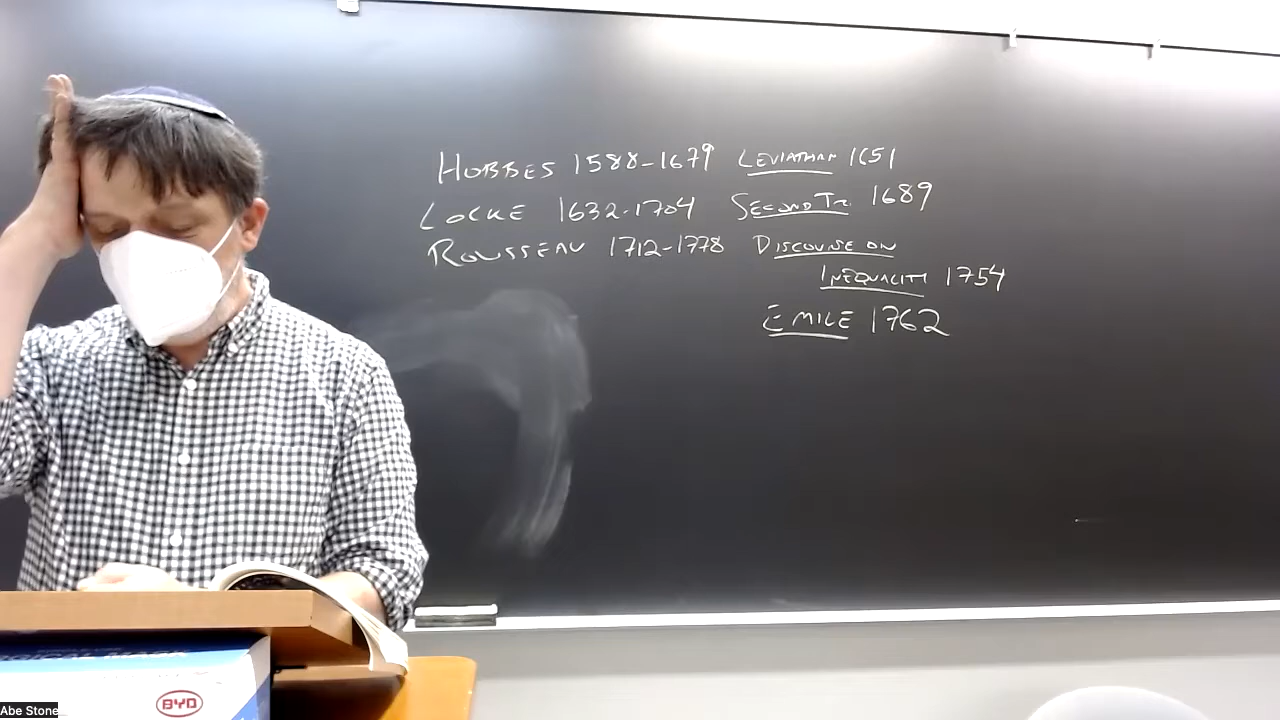 HOBBES 1588-1679 LEVIATHAN 1651
LOCKE 1632-1704 SECOND TR. 1689
ROUSSEAU 1712-1778 DISCOURSE ON
INEQUALITY 1754
EMILE 1762
BYD
Abe Stone